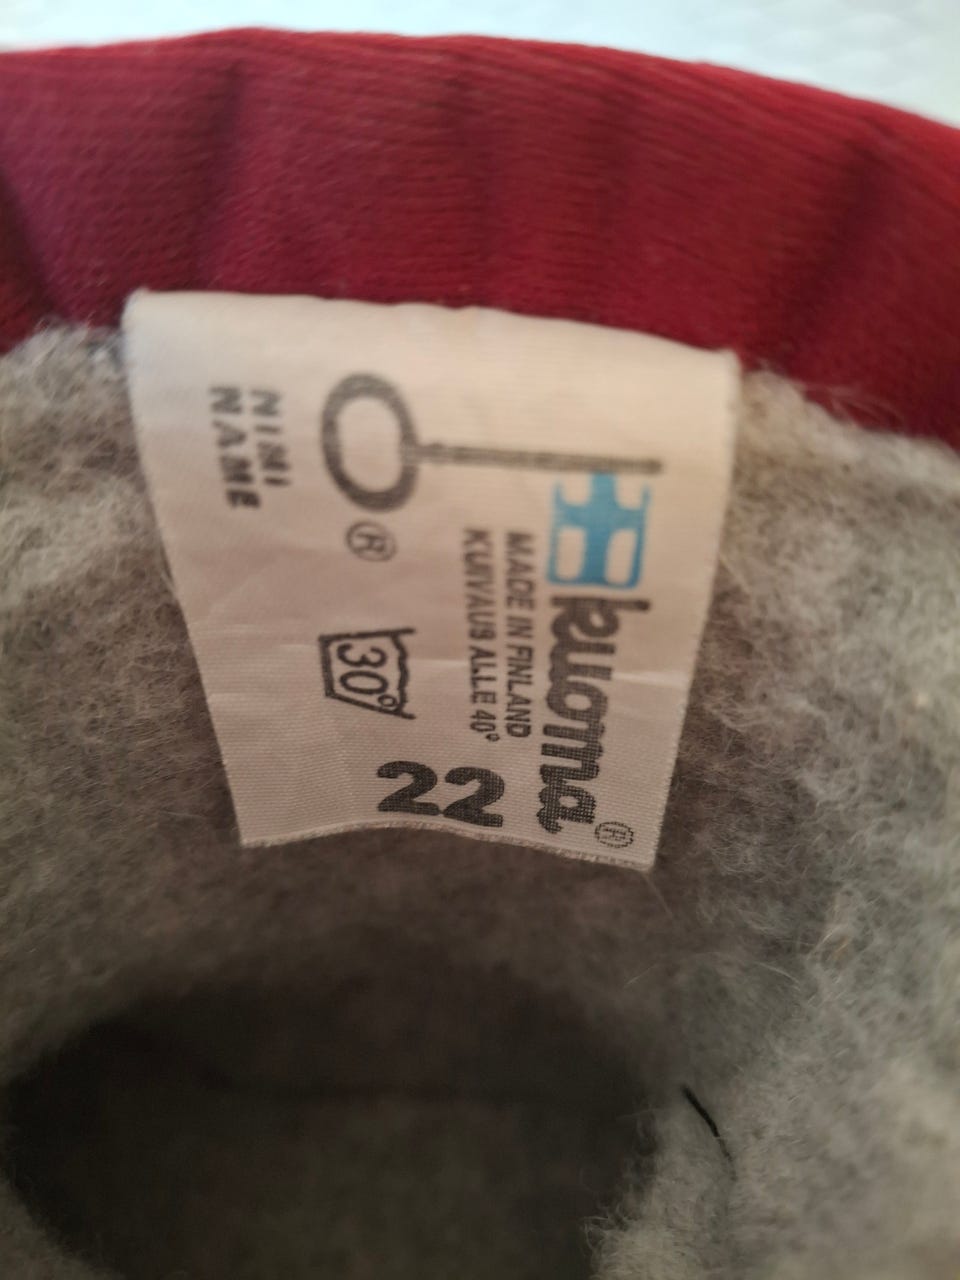 kuoma®
MADE IN FINLAND
KUIVAUS ALLE 40°
22
®
30°
NIMI
NAME